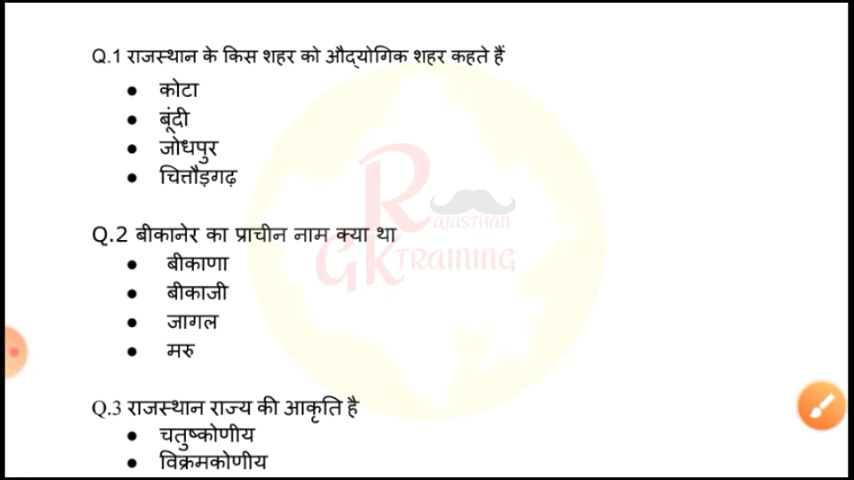 Q.1 राजस्थान के किस शहर को औद्योगिक शहर कहते हैं
● कोटा
● बूंदी
● जोधपुर
● चित्तौड़गढ़
Q.2 बीकानेर का प्राचीन नाम क्या था
● बीकाणा
● बीकाजी
● जागल
● मरु
Q.3 राजस्थान राज्य की आकृति है
● चतुष्कोणीय
● विक्रमकोणीय
RAJASTHAN
GK TRAINING